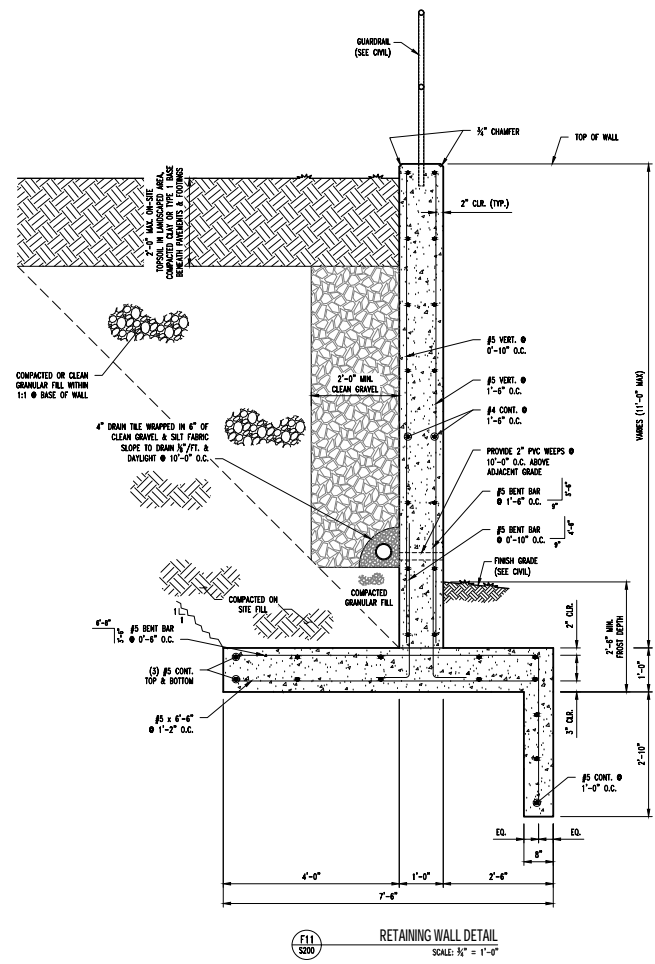 GUARDRAIL
(SEE CIVIL)
¾" CHAMFER
TOP OF WALL
2'-0" MAX. ON-SITE
TOPSOIL IN LANDSCAPED AREA,
COMPACTED CLAY OR TYPE 1 BASE
BENEATH PAVEMENTS & FOOTINGS
2" CLR. (TYP.)
#5 VERT. @
0'-10" O.C.
COMPACTED OR CLEAN
GRANULAR FILL WITHIN
1:1 @ BASE OF WALL
2'-0" MIN.
CLEAN GRAVEL
#5 VERT. @
1'-6" O.C.
VARIES (11'-0" MAX)
#4 CONT. @
1'-6" O.C.
4" DRAIN TILE WRAPPED IN 6" OF
CLEAN GRAVEL & SILT FABRIC
SLOPE TO DRAIN ⅛"/FT. &
DAYLIGHT @ 10'-0" O.C.
PROVIDE 2" PVC WEEPS @
10'-0" O.C. ABOVE
ADJACENT GRADE
#5 BENT BAR
@ 1'-6" O.C.
9"
#5 BENT BAR
@ 0'-10" O.C.
9"
4'-6"
FINISH GRADE
(SEE CIVIL)
COMPACTED
GRANULAR FILL
COMPACTED ON
SITE FILL
1
1
2'-6" MIN.
FROST DEPTH
2" CLR.
#5 BENT BAR
@ 0'-6" O.C.
(3) #5 CONT.
TOP & BOTTOM
1'-0"
#5 x 6'-6"
@ 1'-2" O.C.
3" CLR.
2'-10"
#5 CONT. @
1'-0" O.C.
EQ.
EQ.
8"
4'-0"
1'-0"
2'-6"
7'-6"
F11
S200
RETAINING WALL DETAIL
SCALE: ¾" = 1'-0"